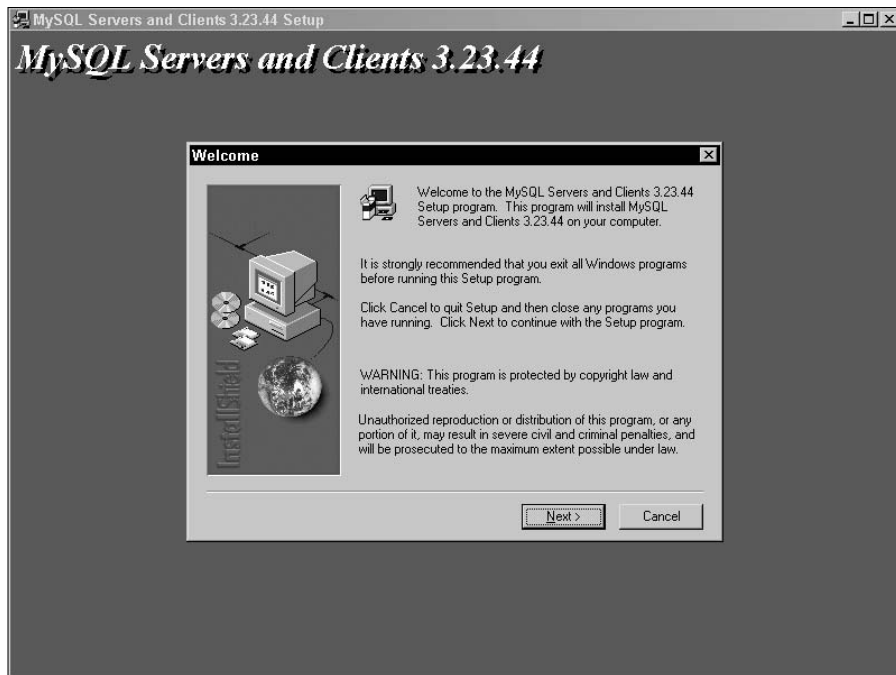 MySQL Servers and Clients 3.23.44 Setup
MySQL Servers and Clients 3.23.44
Welcome
Welcome to the MySQL Servers and Clients 3.23.44
Setup program. This program will install MySQL
Servers and Clients 3.23.44 on your computer.
It is strongly recommended that you exit all Windows programs
before running this Setup program.
Click Cancel to quit Setup and then close any programs you
have running. Click Next to continue with the Setup program.
WARNING: This program is protected by copyright law and
international treaties.
Unauthorized reproduction or distribution of this program, or any
portion of it, may result in severe civil and criminal penalties, and
will be prosecuted to the maximum extent possible under law.
InstallShield
Next >
Cancel